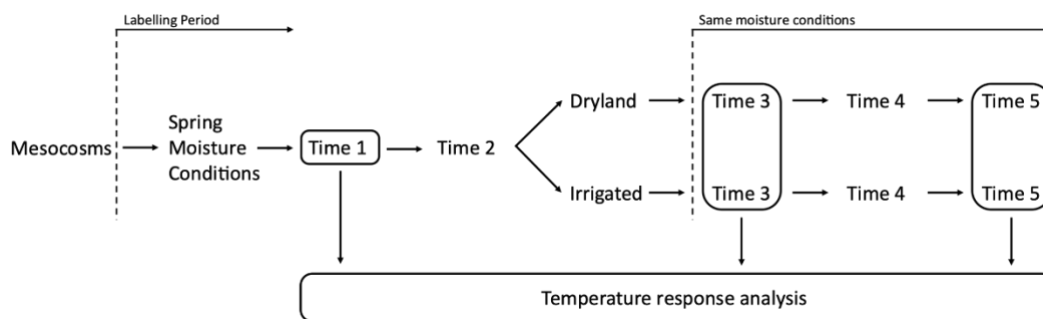 Labelling Period
Same moisture conditions
Dryland
Time 3
Time 4
Time 5
Mesocosms
Spring
Moisture
Conditions
Time 1
Time 2
Irrigated
Time 3
Time 4
Time 5
Temperature response analysis